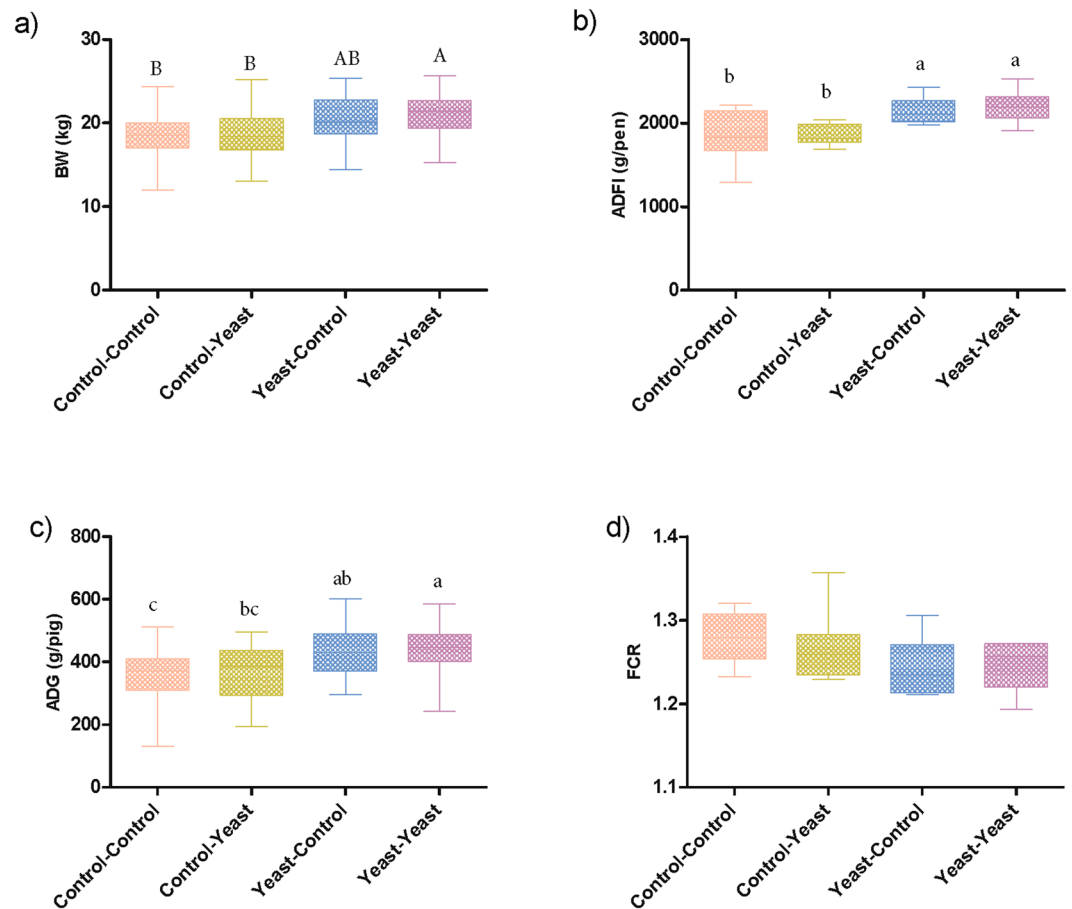 a)
BW (kg)
30
20
10
0
B
B
AB
A
Control-Control
Control-Yeast
Yeast-Control
Yeast-Yeast
b)
ADFI (g/pen)
3000
2000
1000
0
b
b
a
a
Control-Control
Control-Yeast
Yeast-Control
Yeast-Yeast
c)
ADG (g/pig)
800
600
400
200
0
c
bc
ab
a
Control-Control
Control-Yeast
Yeast-Control
Yeast-Yeast
d)
FCR
1.4
1.3
1.2
1.1
Control-Control
Control-Yeast
Yeast-Control
Yeast-Yeast